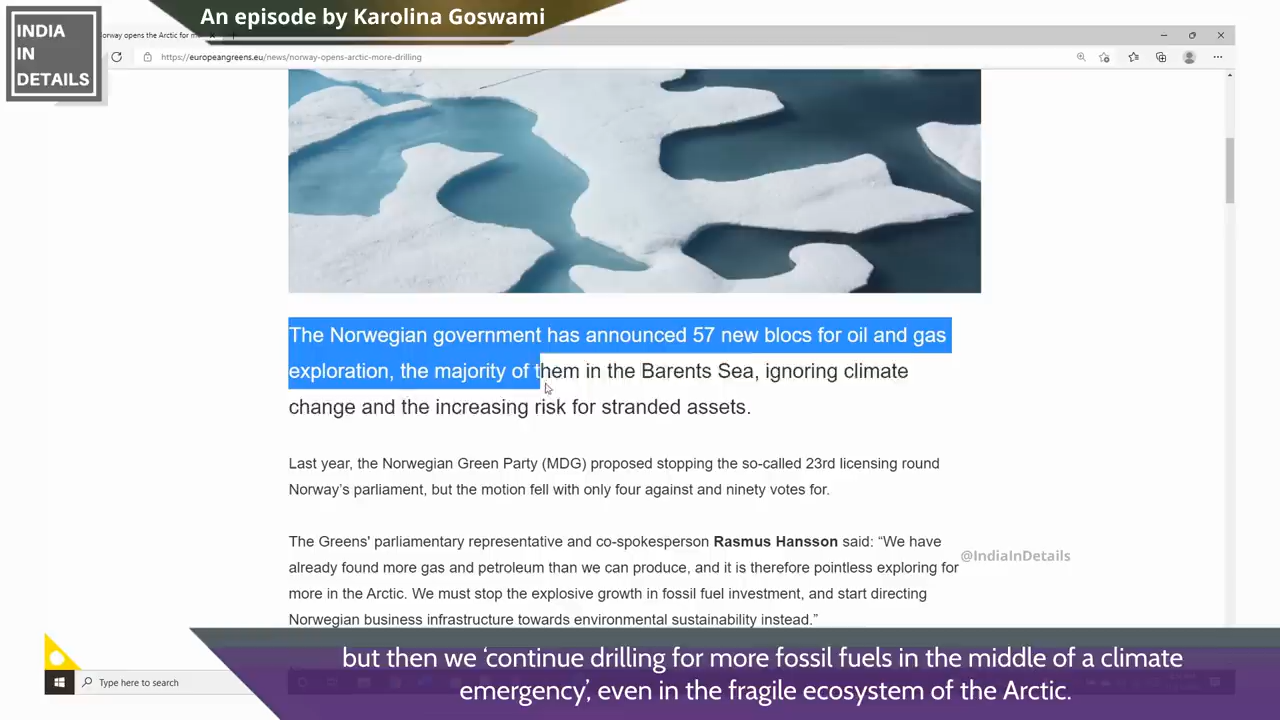 An episode by Karolina Goswami
INDIA
IN
DETAILS
orway opens the Arctic for m
https://europeangreens.eu/news/norway-opens-arctic-more-drilling
The Norwegian government has announced 57 new blocs for oil and gas
exploration, the majority of them in the Barents Sea, ignoring climate
change and the increasing risk for stranded assets.
Last year, the Norwegian Green Party (MDG) proposed stopping the so-called 23rd licensing round
Norway’s parliament, but the motion fell with only four against and ninety votes for.
The Greens' parliamentary representative and co-spokesperson Rasmus Hansson said: “We have
@IndiaInDetails
already found more gas and petroleum than we can produce, and it is therefore pointless exploring for
more in the Arctic. We must stop the explosive growth in fossil fuel investment, and start directing
Norwegian business infrastructure towards environmental sustainability instead.”
but then we ‘continue drilling for more fossil fuels in the middle of a climate
emergency’, even in the fragile ecosystem of the Arctic.
Type here to search